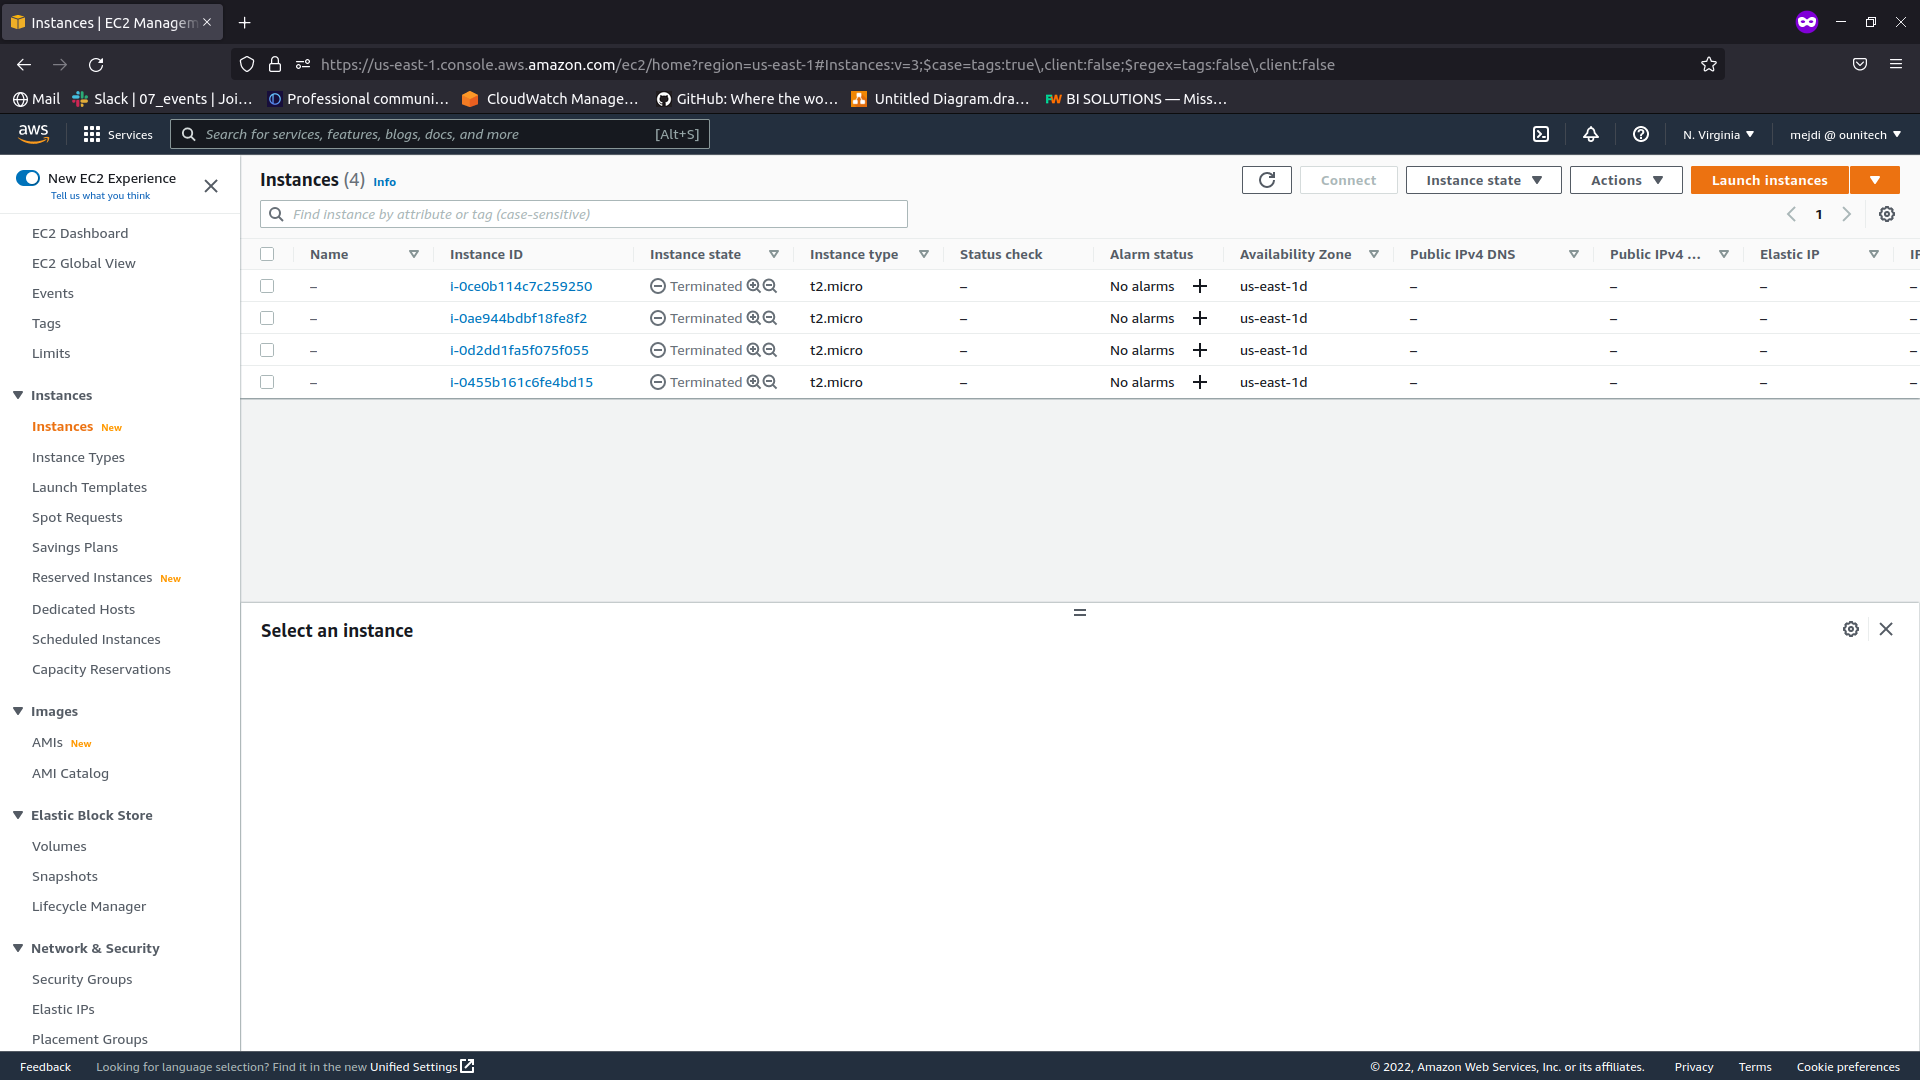 Instances | EC2 Managem
https://us-east-1.console.aws.amazon.com/ec2/home?region=us-east-1#Instances:v=3;$case=tags:true\,client:false;$regex=tags:false\,client:false
Mail Slack | 07_events | Joi… Professional communi… CloudWatch Manage… GitHub: Where the wo… Untitled Diagram.dra… BI SOLUTIONS — Miss…
aws Services Search for services, features, blogs, docs, and more [Alt+S] N. Virginia mejdi @ ounitech
New EC2 Experience
Tell us what you think
EC2 Dashboard
EC2 Global View
Events
Tags
Limits
Instances
Instances New
Instance Types
Launch Templates
Spot Requests
Savings Plans
Reserved Instances New
Dedicated Hosts
Scheduled Instances
Capacity Reservations
Images
AMIs New
AMI Catalog
Elastic Block Store
Volumes
Snapshots
Lifecycle Manager
Network & Security
Security Groups
Elastic IPs
Placement Groups
Instances (4) Info
Connect Instance state Actions Launch instances
Find instance by attribute or tag (case-sensitive)
1
Name Instance ID Instance state Instance type Status check Alarm status Availability Zone Public IPv4 DNS Public IPv4 ... Elastic IP IP
– i-0ce0b114c7c259250 Terminated t2.micro – No alarms us-east-1d – – – –
– i-0ae944bdbf18fe8f2 Terminated t2.micro – No alarms us-east-1d – – – –
– i-0d2dd1fa5f075f055 Terminated t2.micro – No alarms us-east-1d – – – –
– i-0455b161c6fe4bd15 Terminated t2.micro – No alarms us-east-1d – – – –
Select an instance
Feedback Looking for language selection? Find it in the new Unified Settings © 2022, Amazon Web Services, Inc. or its affiliates. Privacy Terms Cookie preferences